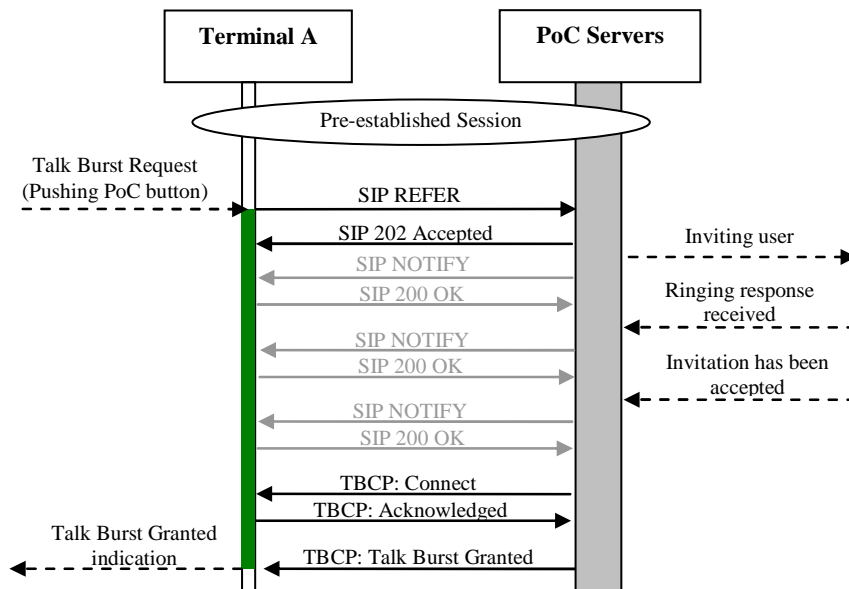 Terminal A
PoC Servers
Pre-established Session
Talk Burst Request
(Pushing PoC button)
SIP REFER
SIP 202 Accepted
Inviting user
SIP NOTIFY
SIP 200 OK
Ringing response
received
SIP NOTIFY
SIP 200 OK
Invitation has been
accepted
SIP NOTIFY
SIP 200 OK
TBCP: Connect
TBCP: Acknowledged
Talk Burst Granted
indication
TBCP: Talk Burst Granted